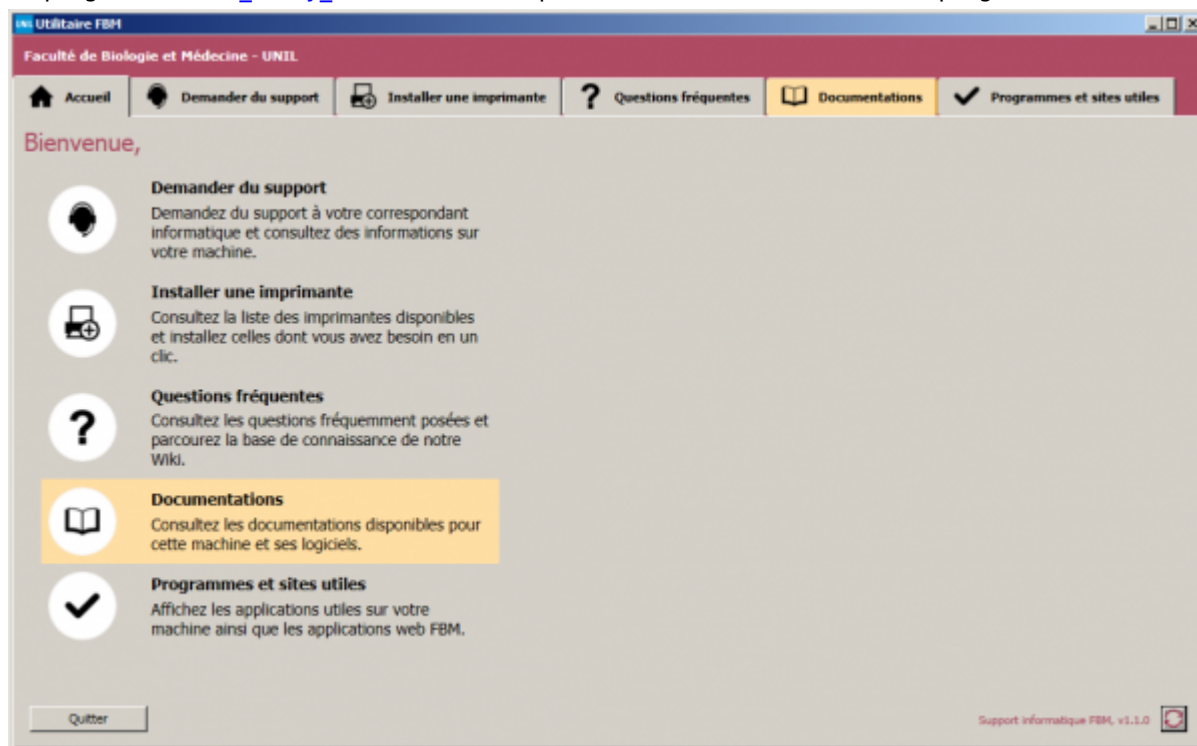 UNIL Utilitaire FBM
Faculté de Biologie et Médecine - UNIL
Accueil Demander du support Installer une imprimante ? Questions fréquentes Documentations Programmes et sites utiles
Bienvenue,
Demander du support
Demandez du support à votre correspondant
informatique et consultez des informations sur
votre machine.
Installer une imprimante
Consultez la liste des imprimantes disponibles
et installez celles dont vous avez besoin en un
clic.
?
Questions fréquentes
Consultez les questions fréquemment posées et
parcourez la base de connaissance de notre
Wiki.
Documentations
Consultez les documentations disponibles pour
cette machine et ses logiciels.
Programmes et sites utiles
Affichez les applications utiles sur votre
machine ainsi que les applications web FBM.
Quitter
Support informatique FBM, v1.1.0